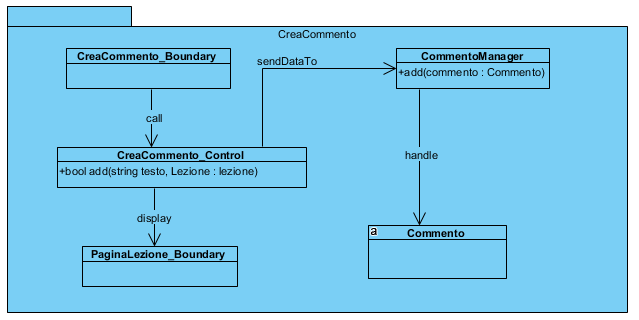 CreaCommento
CreaCommento_Boundary
CommentoManager
+add(commento : Commento)
sendDataTo
call
CreaCommento_Control
+bool add(string testo, Lezione : lezione)
handle
display
a
Commento
PaginaLezione_Boundary